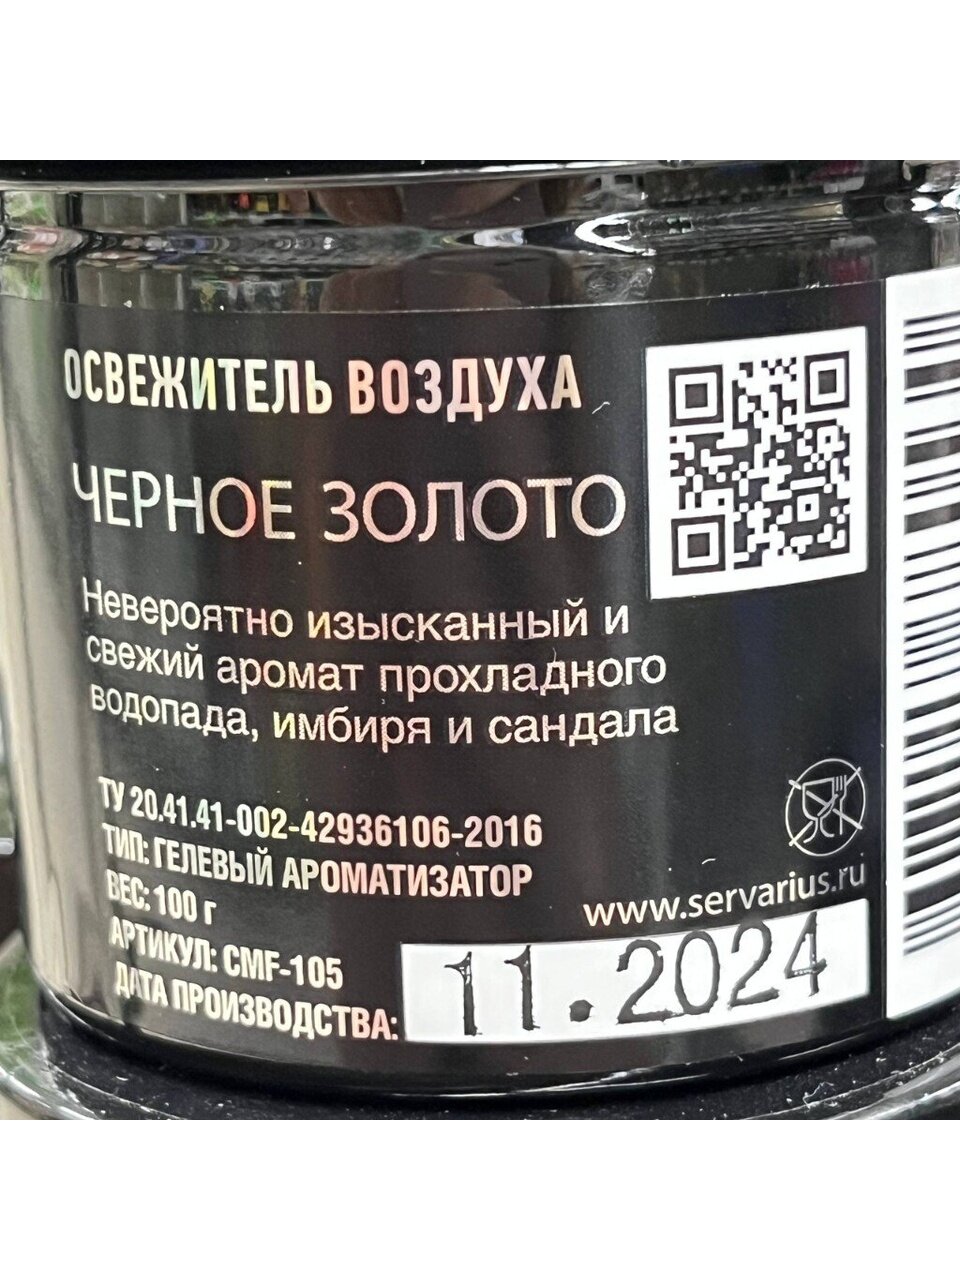 ОСВЕЖИТЕЛЬ ВОЗДУХА
ЧЕРНОЕ ЗОЛОТО
Невероятно изысканный и
свежий аромат прохладного
водопада, имбиря и сандала
ТУ 20.41.41-002-42936106-2016
ТИП: ГЕЛЕВЫЙ АРОМАТИЗАТОР
ВЕС: 100 г
АРТИКУЛ: CMF-105
ДАТА ПРОИЗВОДСТВА: 11.2024
www.servarius.ru